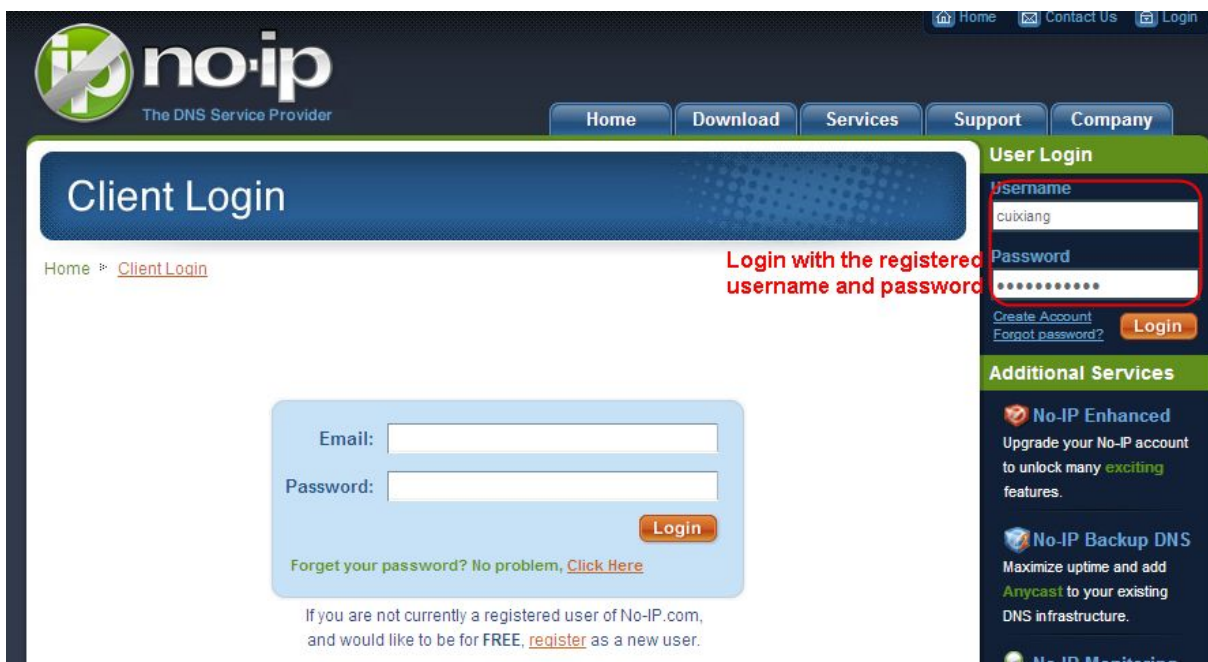 Home Contact Us Login
ip no·ip
The DNS Service Provider
Home Download Services Support Company
Client Login
Home Client Login
Login with the registered
username and password
User Login
Username
cuixiang
Password
•••••••••••
Create Account
Forgot password?
Login
Email:
Password:
Login
Forget your password? No problem, Click Here
If you are not currently a registered user of No-IP.com,
and would like to be for FREE, register as a new user.
Additional Services
No-IP Enhanced
Upgrade your No-IP account
to unlock many exciting
features.
No-IP Backup DNS
Maximize uptime and add
Anycast to your existing
DNS infrastructure.
No-IP Monitoring